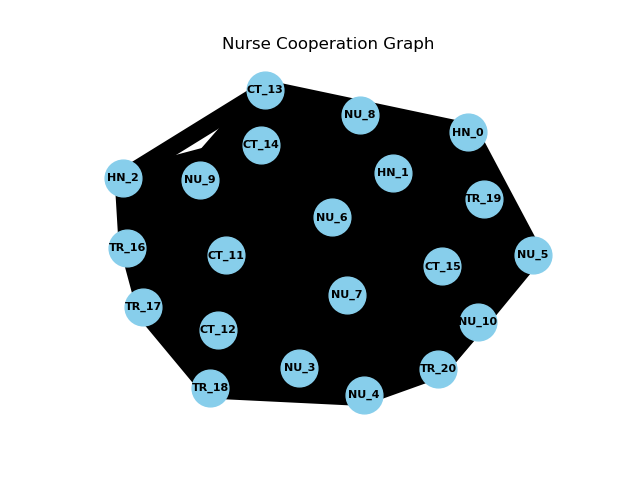 Nurse Cooperation Graph
CT_13
NU_8
HN_0
CT_14
HN_1
HN_2
NU_9
TR_19
NU_6
TR_16
CT_11
NU_5
CT_15
NU_7
TR_17
NU_10
CT_12
NU_3
TR_20
TR_18
NU_4